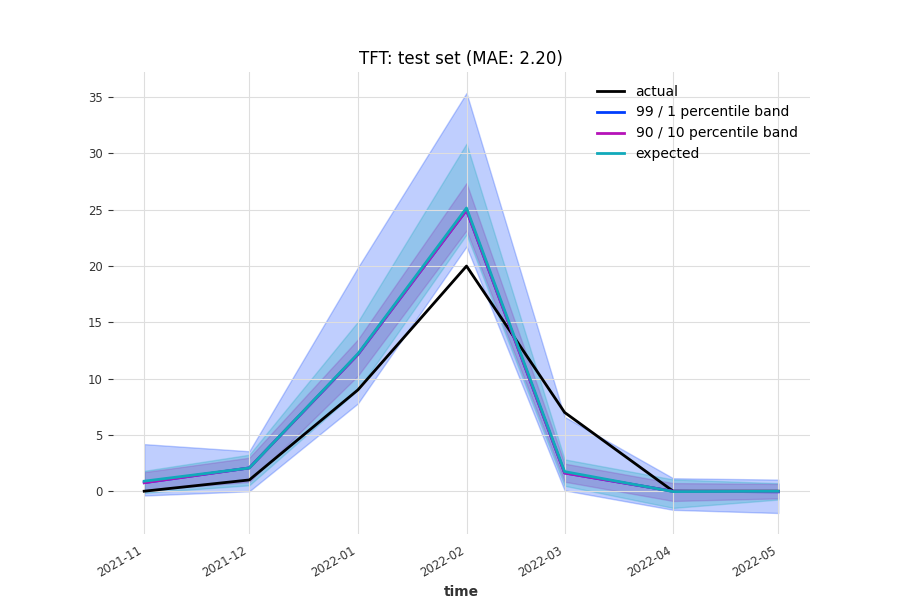 TFT: test set (MAE: 2.20)
actual
99 / 1 percentile band
90 / 10 percentile band
expected
35
30
25
20
15
10
5
0
2021-11
2021-12
2022-01
2022-02
2022-03
2022-04
2022-05
time